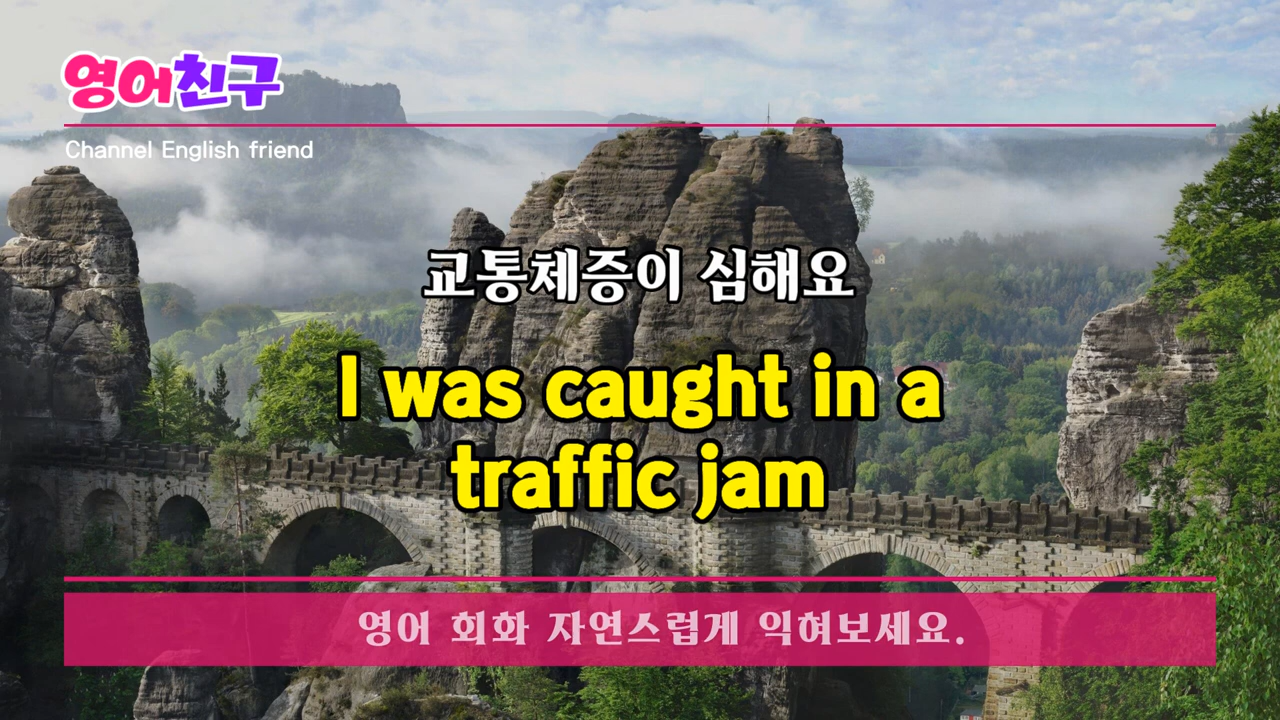 영어친구
Channel English friend
교통체증이 심해요
I was caught in a
traffic jam
영어 회화 자연스럽게 익혀보세요.